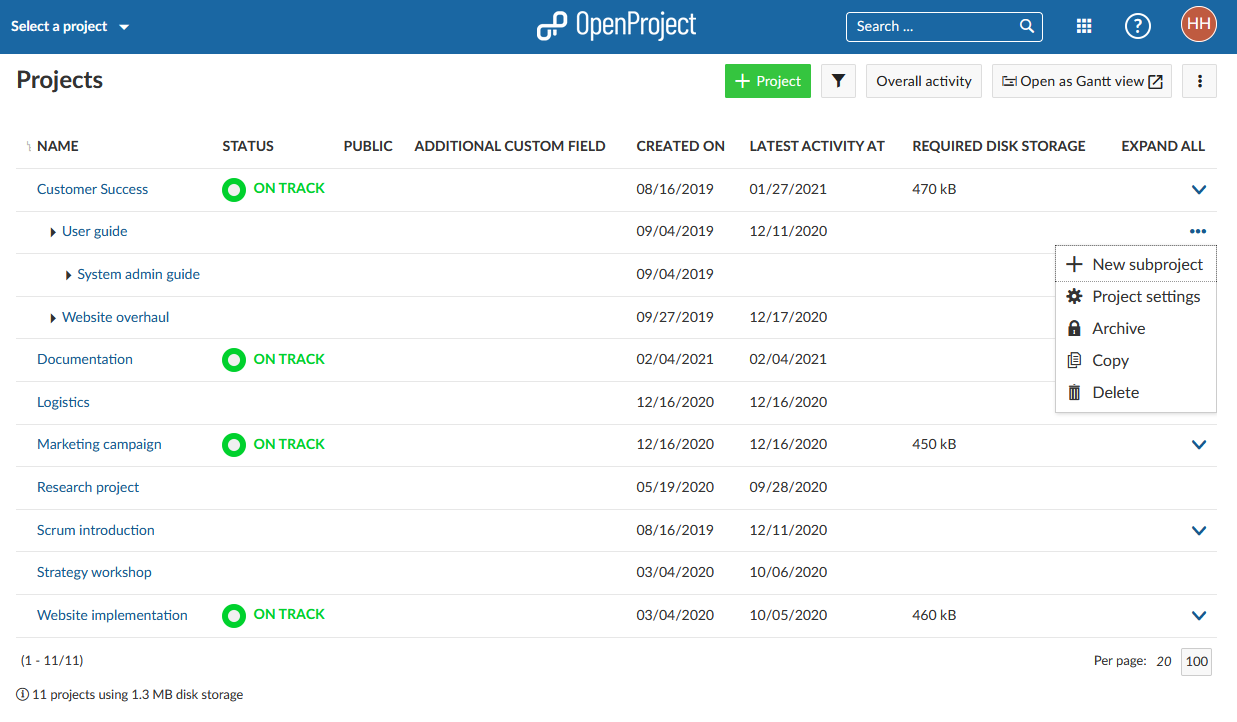 Select a project
OpenProject
Search ...
?
HH
Projects
+ Project
Overall activity
Open as Gantt view
NAME STATUS PUBLIC ADDITIONAL CUSTOM FIELD CREATED ON LATEST ACTIVITY AT REQUIRED DISK STORAGE EXPAND ALL
Customer Success ON TRACK 08/16/2019 01/27/2021 470 kB
User guide 09/04/2019 12/11/2020
System admin guide 09/04/2019
Website overhaul 09/27/2019 12/17/2020
Documentation ON TRACK 02/04/2021 02/04/2021
Logistics 12/16/2020 12/16/2020
Marketing campaign ON TRACK 12/16/2020 12/16/2020 450 kB
Research project 05/19/2020 09/28/2020
Scrum introduction 08/16/2019 12/11/2020
Strategy workshop 03/04/2020 10/06/2020
Website implementation ON TRACK 03/04/2020 10/05/2020 460 kB
New subproject
Project settings
Archive
Copy
Delete
(1 - 11/11)
Per page: 20 100
11 projects using 1.3 MB disk storage